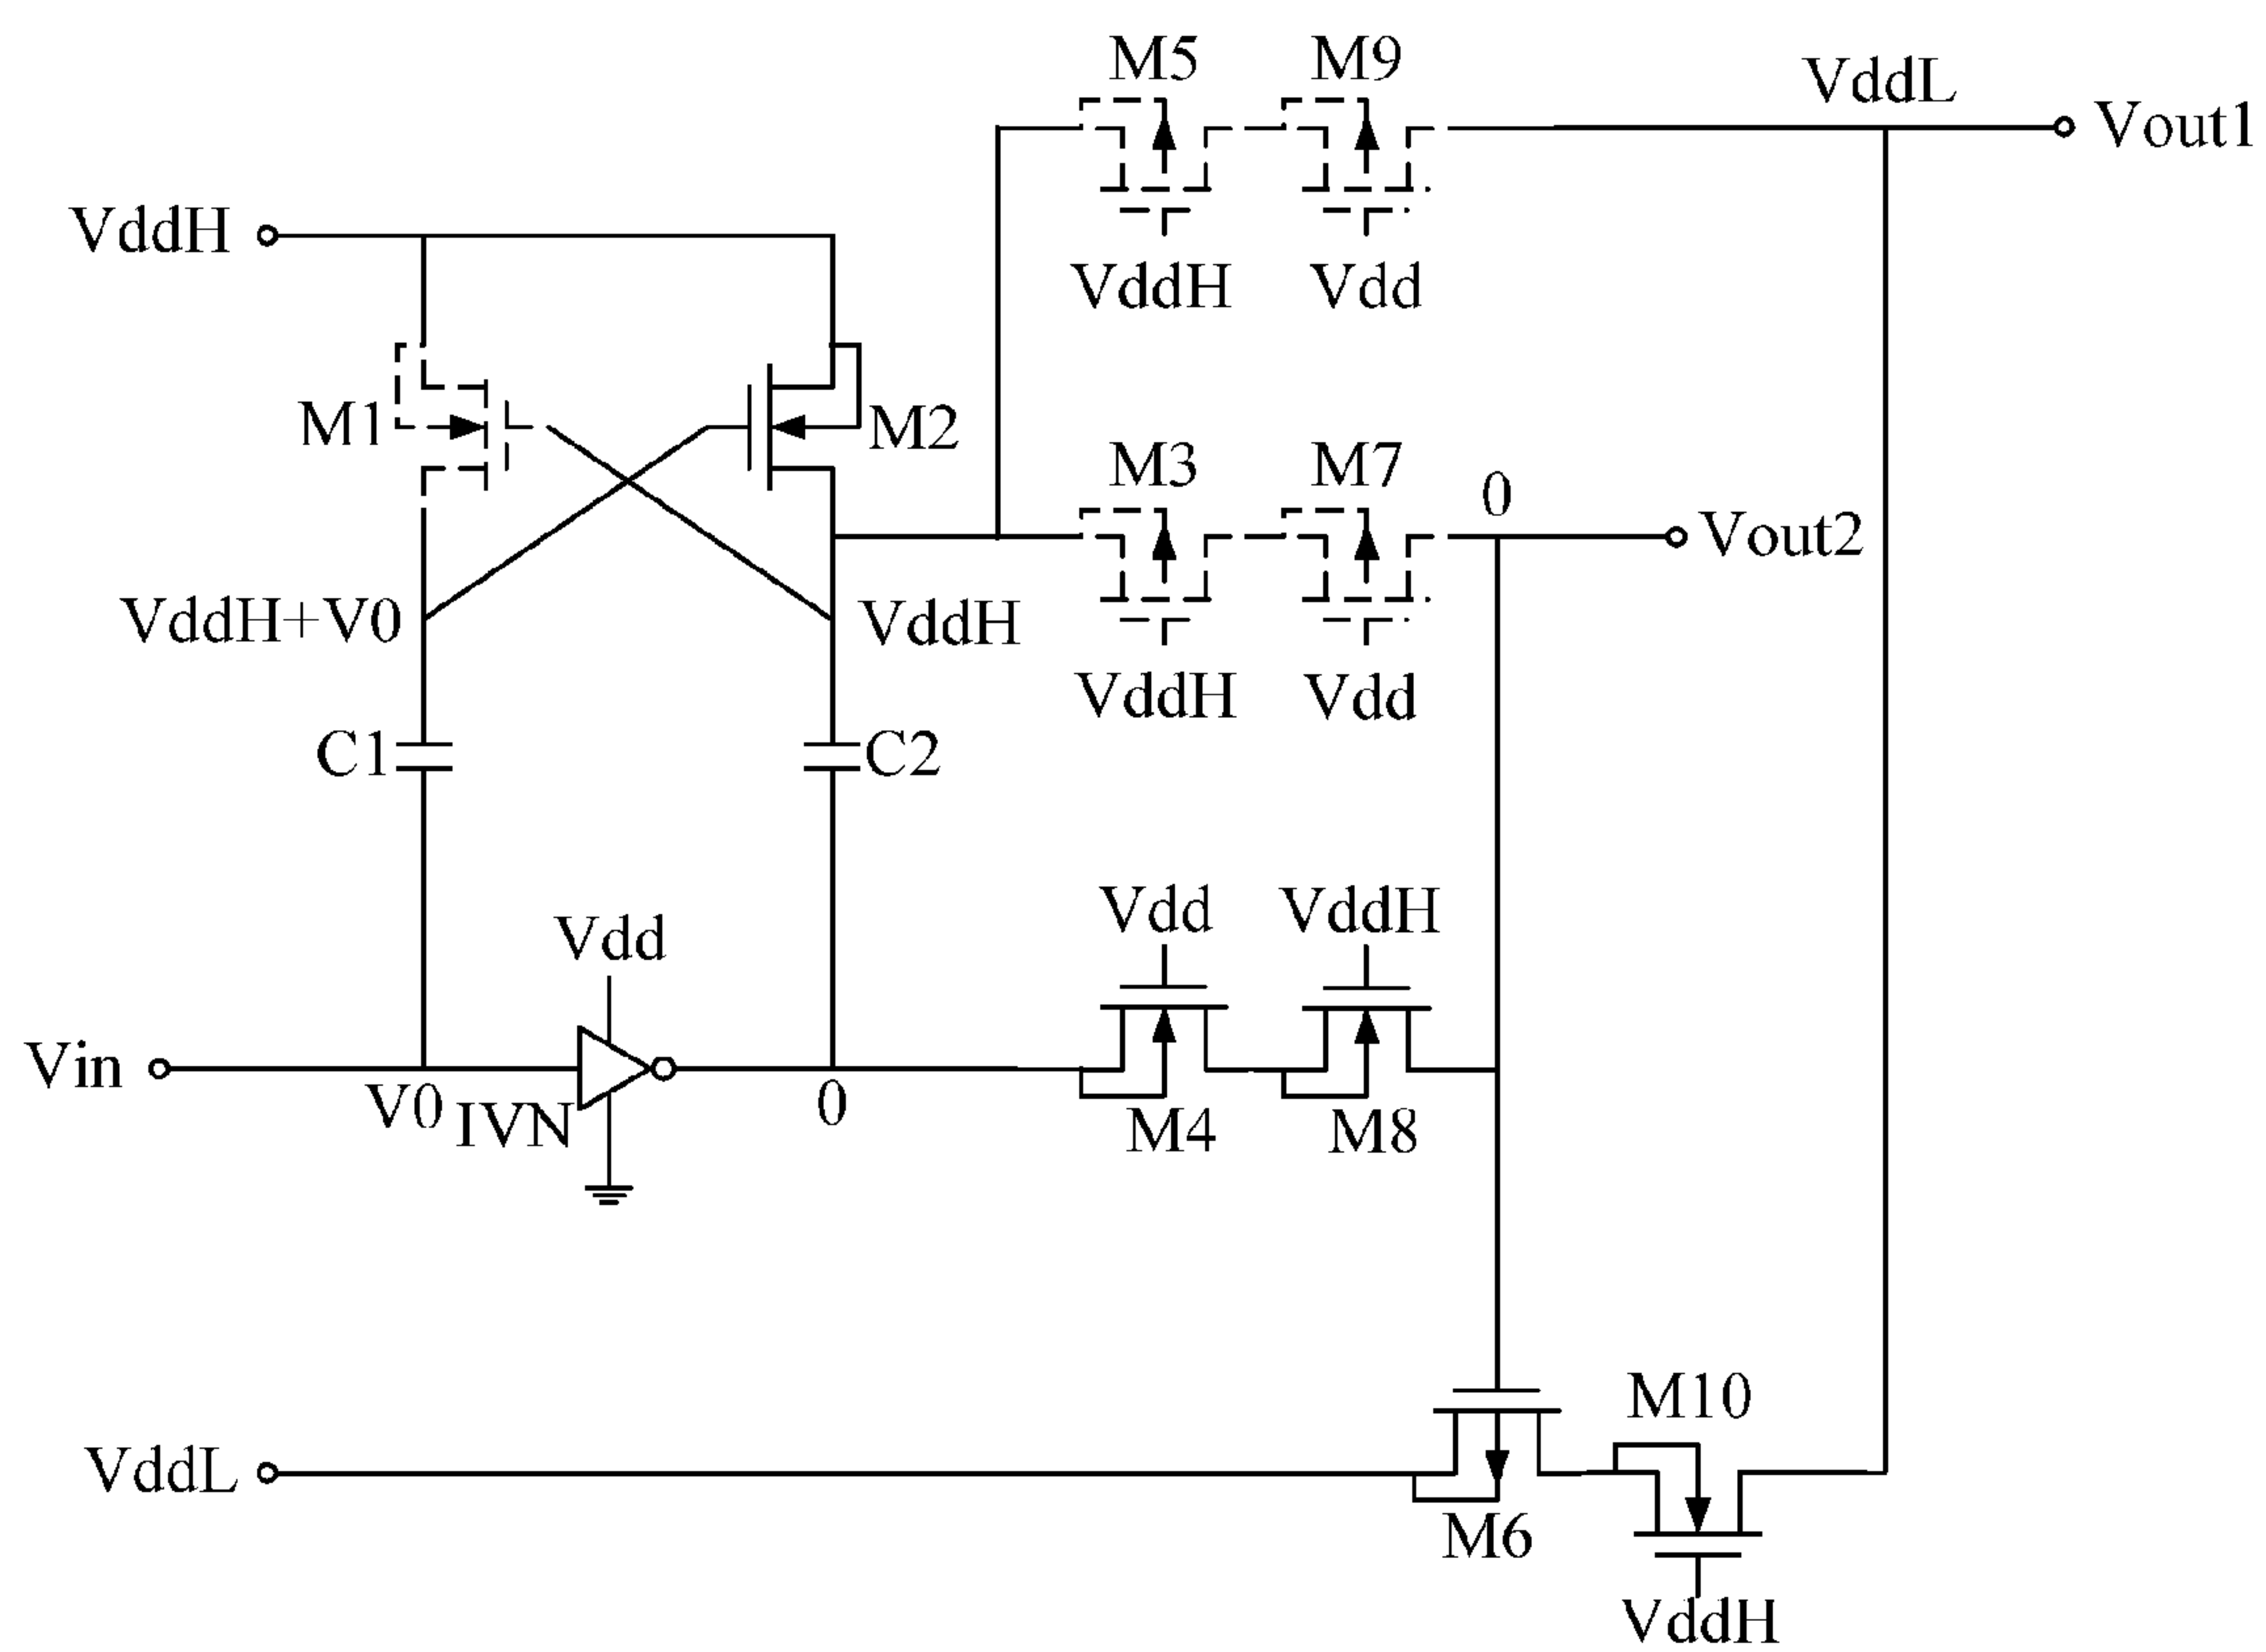 M5 M9
VddL
Vout1
VddH
VddH Vdd
M1
M2
M3 M7
0
Vout2
VddH+V0
VddH
VddH Vdd
C1
C2
Vdd VddH
Vdd
Vin
V0
IVN
0
M4 M8
M10
VddL
M6
VddH